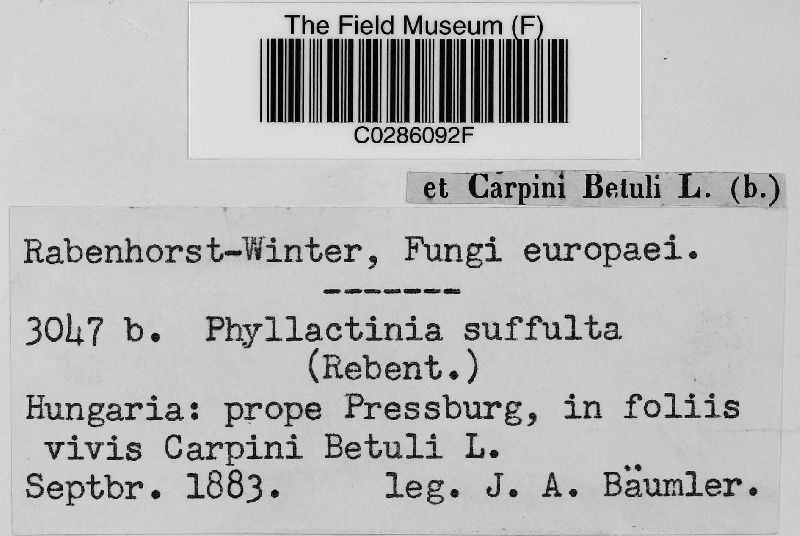 The Field Museum (F)
C0286092F
et Carpini Betuli L. (b.)
Rabenhorst-Winter, Fungi europaei.
-------
3047 b. Phyllactinia suffulta
(Rebent.)
Hungaria: prope Pressburg, in foliis
vivis Carpini Betuli L.
Septbr. 1883. leg. J. A. Bäumler.